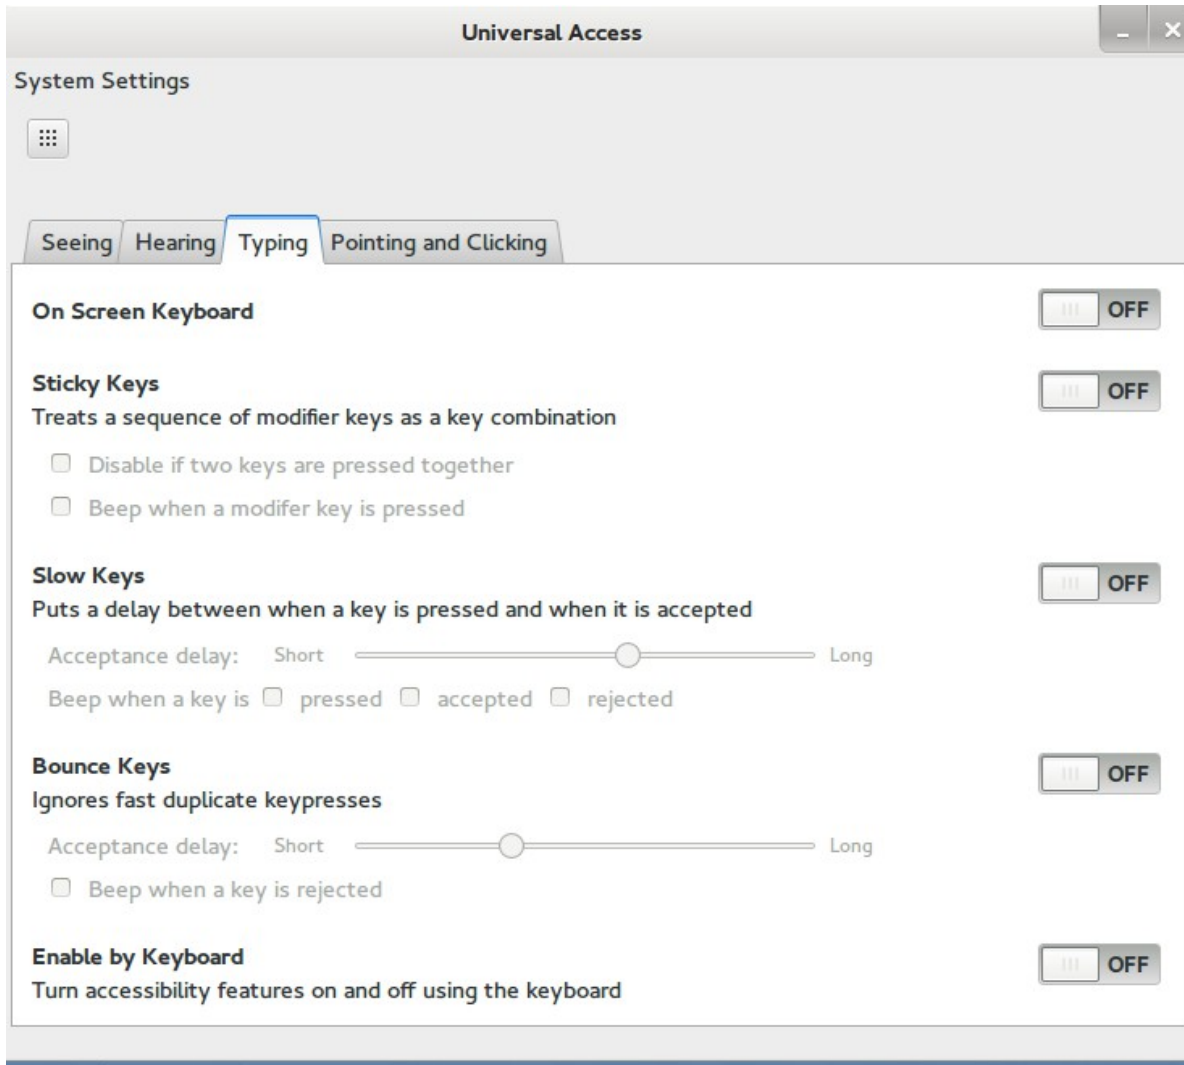 Universal Access
System Settings
Seeing Hearing Typing Pointing and Clicking
On Screen Keyboard OFF
Sticky Keys OFF
Treats a sequence of modifier keys as a key combination
Disable if two keys are pressed together
Beep when a modifer key is pressed
Slow Keys OFF
Puts a delay between when a key is pressed and when it is accepted
Acceptance delay: Short Long
Beep when a key is pressed accepted rejected
Bounce Keys OFF
Ignores fast duplicate keypresses
Acceptance delay: Short Long
Beep when a key is rejected
Enable by Keyboard OFF
Turn accessibility features on and off using the keyboard